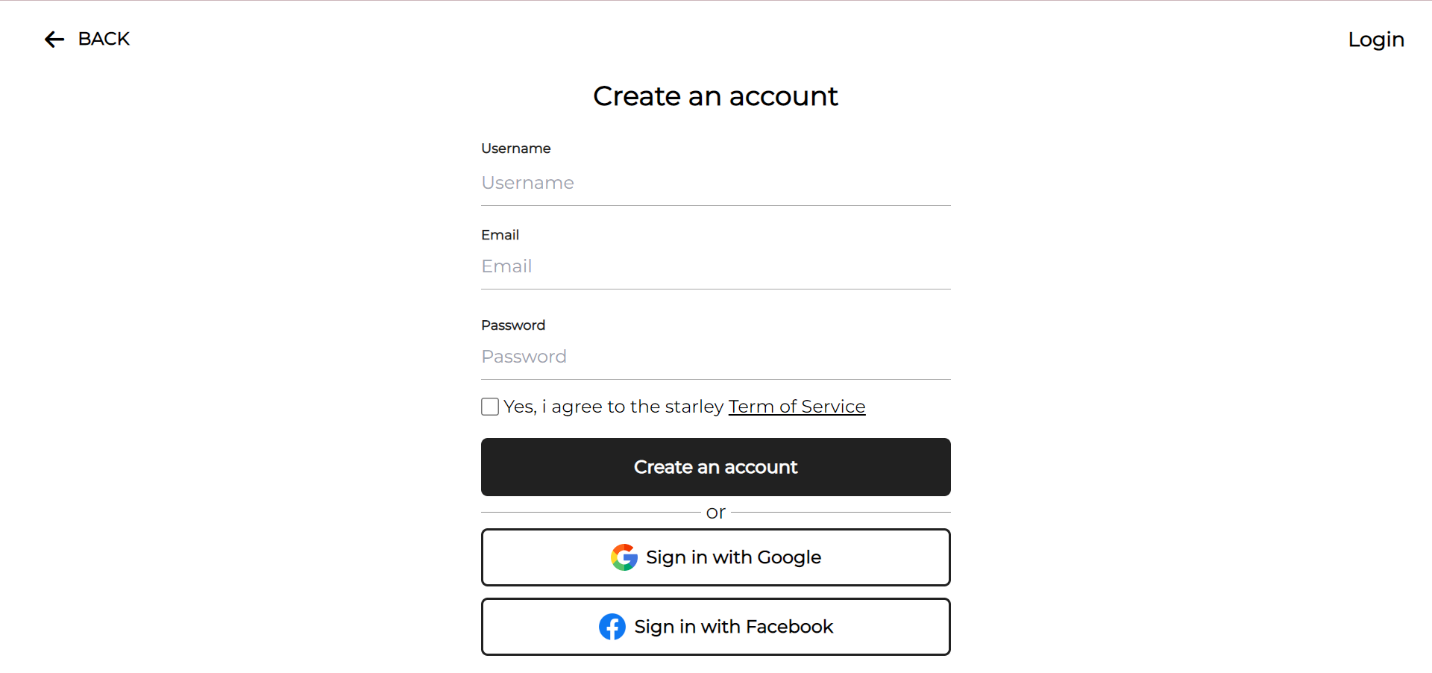 BACK
Login
Create an account
Username
Username
Email
Email
Password
Password
Yes, i agree to the starley Term of Service
Create an account
or
Sign in with Google
Sign in with Facebook